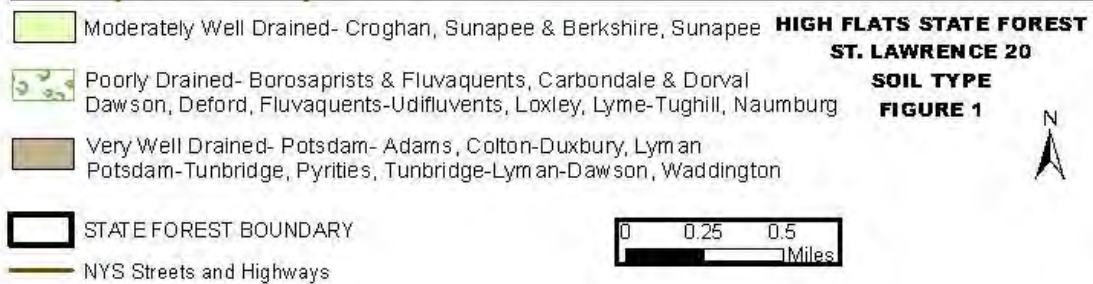 Moderately Well Drained- Croghan, Sunapee & Berkshire, Sunapee
Poorly Drained- Borosaprists & Fluvaquents, Carbondale & Dorval
Dawson, Deford, Fluvaquents-Udifluvents, Loxley, Lyme-Tughill, Naumburg
Very Well Drained- Potsdam- Adams, Colton-Duxbury, Lyman
Potsdam-Tunbridge, Pyrities, Tunbridge-Lyman-Dawson, Waddington
STATE FOREST BOUNDARY
NYS Streets and Highways
HIGH FLATS STATE FOREST
ST. LAWRENCE 20
SOIL TYPE
FIGURE 1
N
0 0.25 0.5
Miles